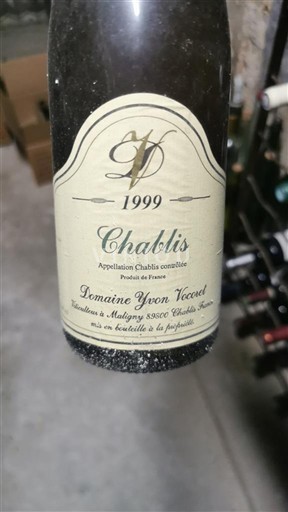 VD
1999
Chablis
Appellation Chablis contrôlée
Produit de France
Domaine Yvon Vocoret
Viticulteur à Maligny 89800 Chablis France
mis en bouteille à la propriété